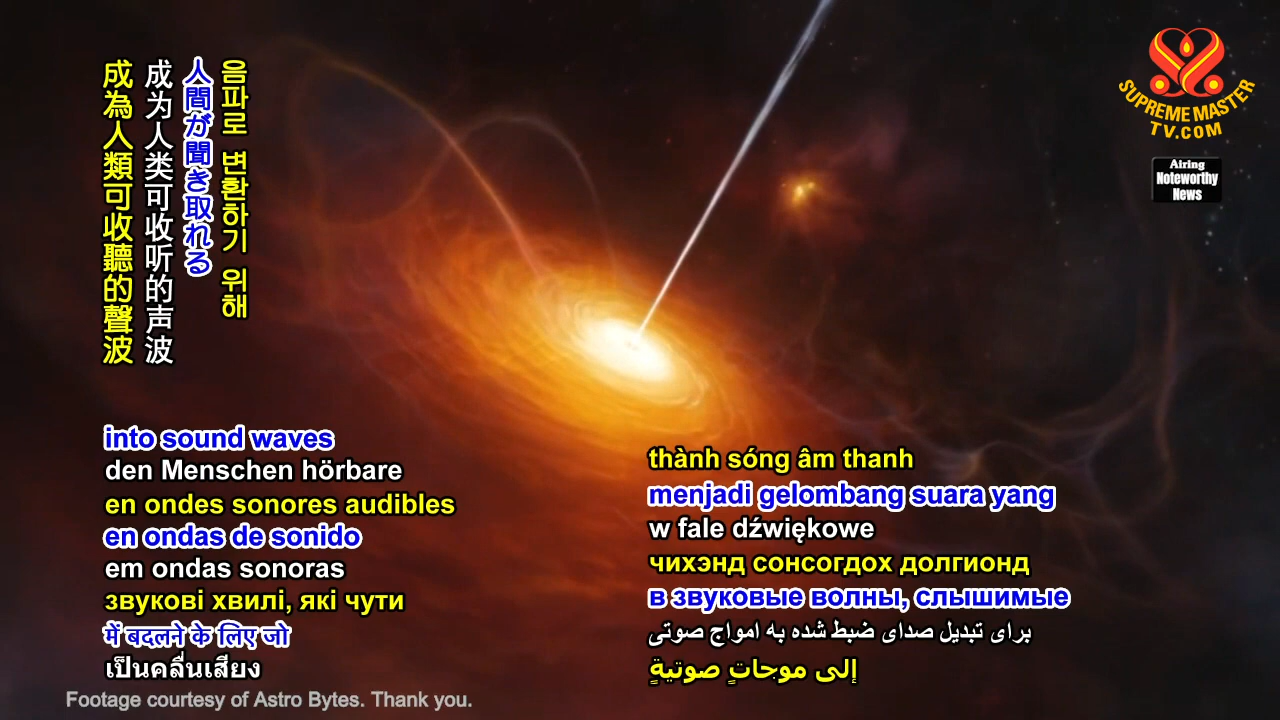 음파로 변환하기 위해
人間が聞き取れる
成为人类可收听的声波
成為人類可收聽的聲波
SUPREME MASTER
TV.COM
Airing
Noteworthy
News
into sound waves
den Menschen hörbare
en ondes sonores audibles
en ondas de sonido
em ondas sonoras
звукові хвилі, які чути
में बदलने के लिए जो
เป็นคลื่นเสียง
thành sóng âm thanh
menjadi gelombang suara yang
w fale dźwiękowe
чихэнд сонсогдох долгионд
в звуковые волны, слышимые
برای تبدیل صدای ضبط شده به امواج صوتی
إلى موجاتٍ صوتيةٍ
Footage courtesy of Astro Bytes. Thank you.